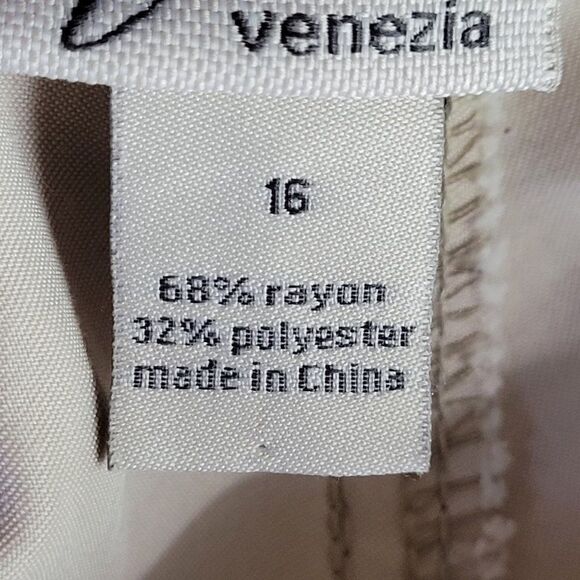 venezia
16
68% rayon
32% polyester
made in China